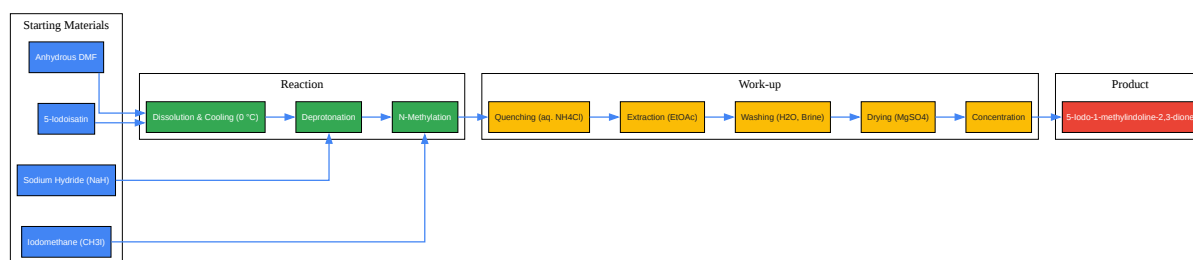 Starting Materials
Anhydrous DMF
5-Iodoisatin
Sodium Hydride (NaH)
Iodomethane (CH3I)
Reaction
Dissolution & Cooling (0 °C)
Deprotonation
N-Methylation
Work-up
Quenching (aq. NH4Cl)
Extraction (EtOAc)
Washing (H2O, Brine)
Drying (MgSO4)
Concentration
Product
5-Iodo-1-methylindoline-2,3-dione